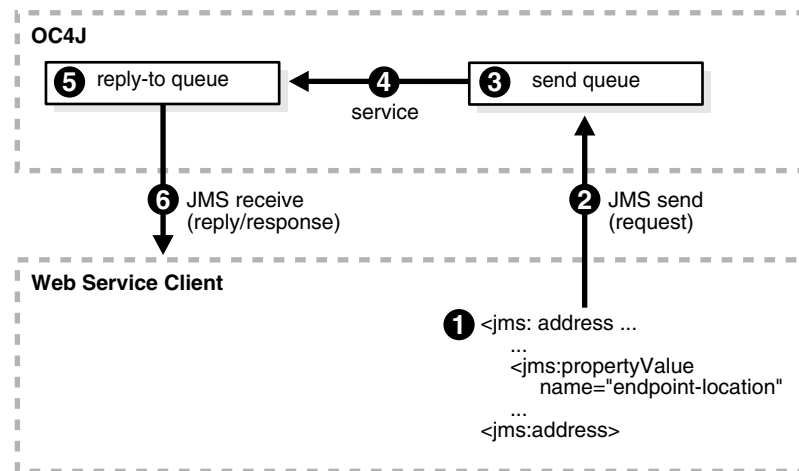 OC4J
5 reply-to queue
4
service
3 send queue
6 JMS receive
(reply/response)
2 JMS send
(request)
Web Service Client
1 <jms: address ...
...
<jms:propertyValue
name="endpoint-location"
...
<jms:address>